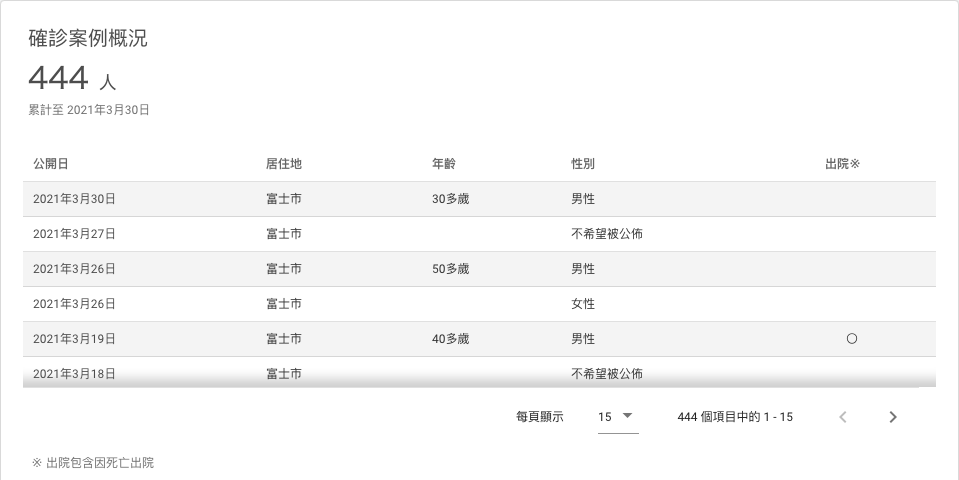 確診案例概況
444 人
累計至 2021年3月30日
公開日 居住地 年齡 性別 出院※
2021年3月30日 富士市 30多歲 男性
2021年3月27日 富士市 不希望被公佈
2021年3月26日 富士市 50多歲 男性
2021年3月26日 富士市 女性
2021年3月19日 富士市 40多歲 男性 〇
2021年3月18日 富士市 不希望被公佈
每頁顯示 15 444 個項目中的 1 - 15
※ 出院包含因死亡出院